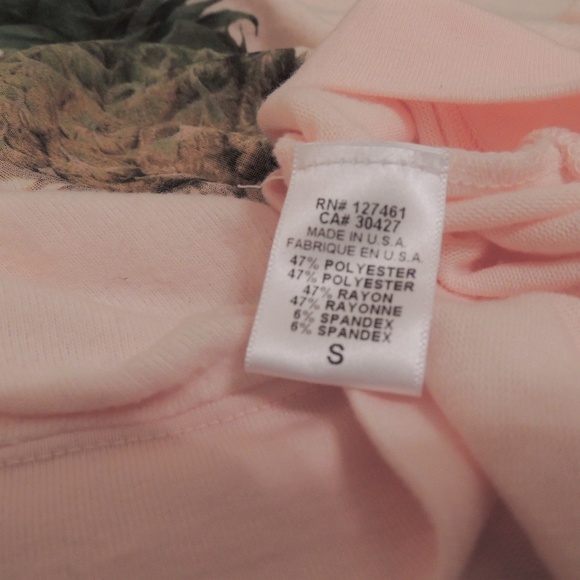 RN# 127461
CA# 30427
MADE IN U.S.A.
FABRIQUE EN U.S.A.
47% POLYESTER
47% POLYESTER
47% RAYON
47% RAYONNE
6% SPANDEX
6% SPANDEX
S